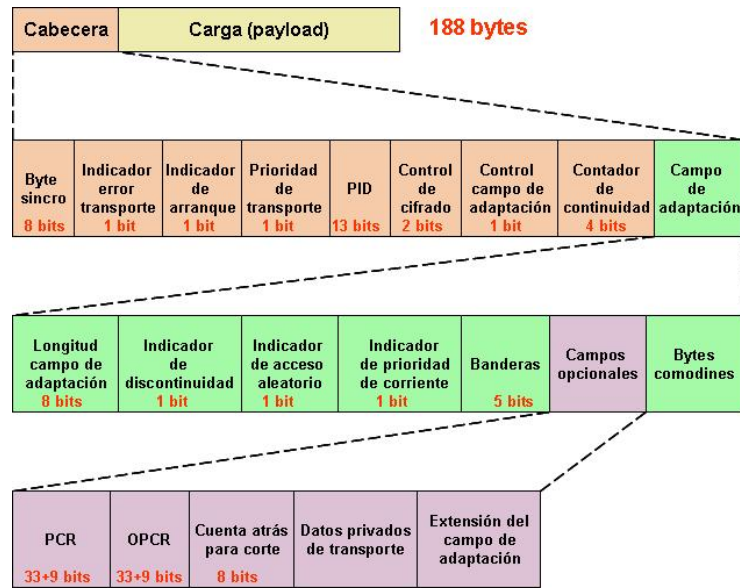 Cabecera
Carga (payload)
188 bytes
Byte
sincro
8 bits
Indicador
error
transporte
1 bit
Indicador
de
arranque
1 bit
Prioridad
de
transporte
1 bit
PID
13 bits
Control
de
cifrado
2 bits
Control
campo de
adaptación
1 bit
Contador
de
continuidad
4 bits
Campo
de
adaptación
Longitud
campo de
adaptación
8 bits
Indicador
de
discontinuidad
1 bit
Indicador
de acceso
aleatorio
1 bit
Indicador
de prioridad
de corriente
1 bit
Banderas
5 bits
Campos
opcionales
Bytes
comodines
PCR
33+9 bits
OPCR
33+9 bits
Cuenta atrás
para corte
8 bits
Datos privados
de transporte
Extensión del
campo de
adaptación